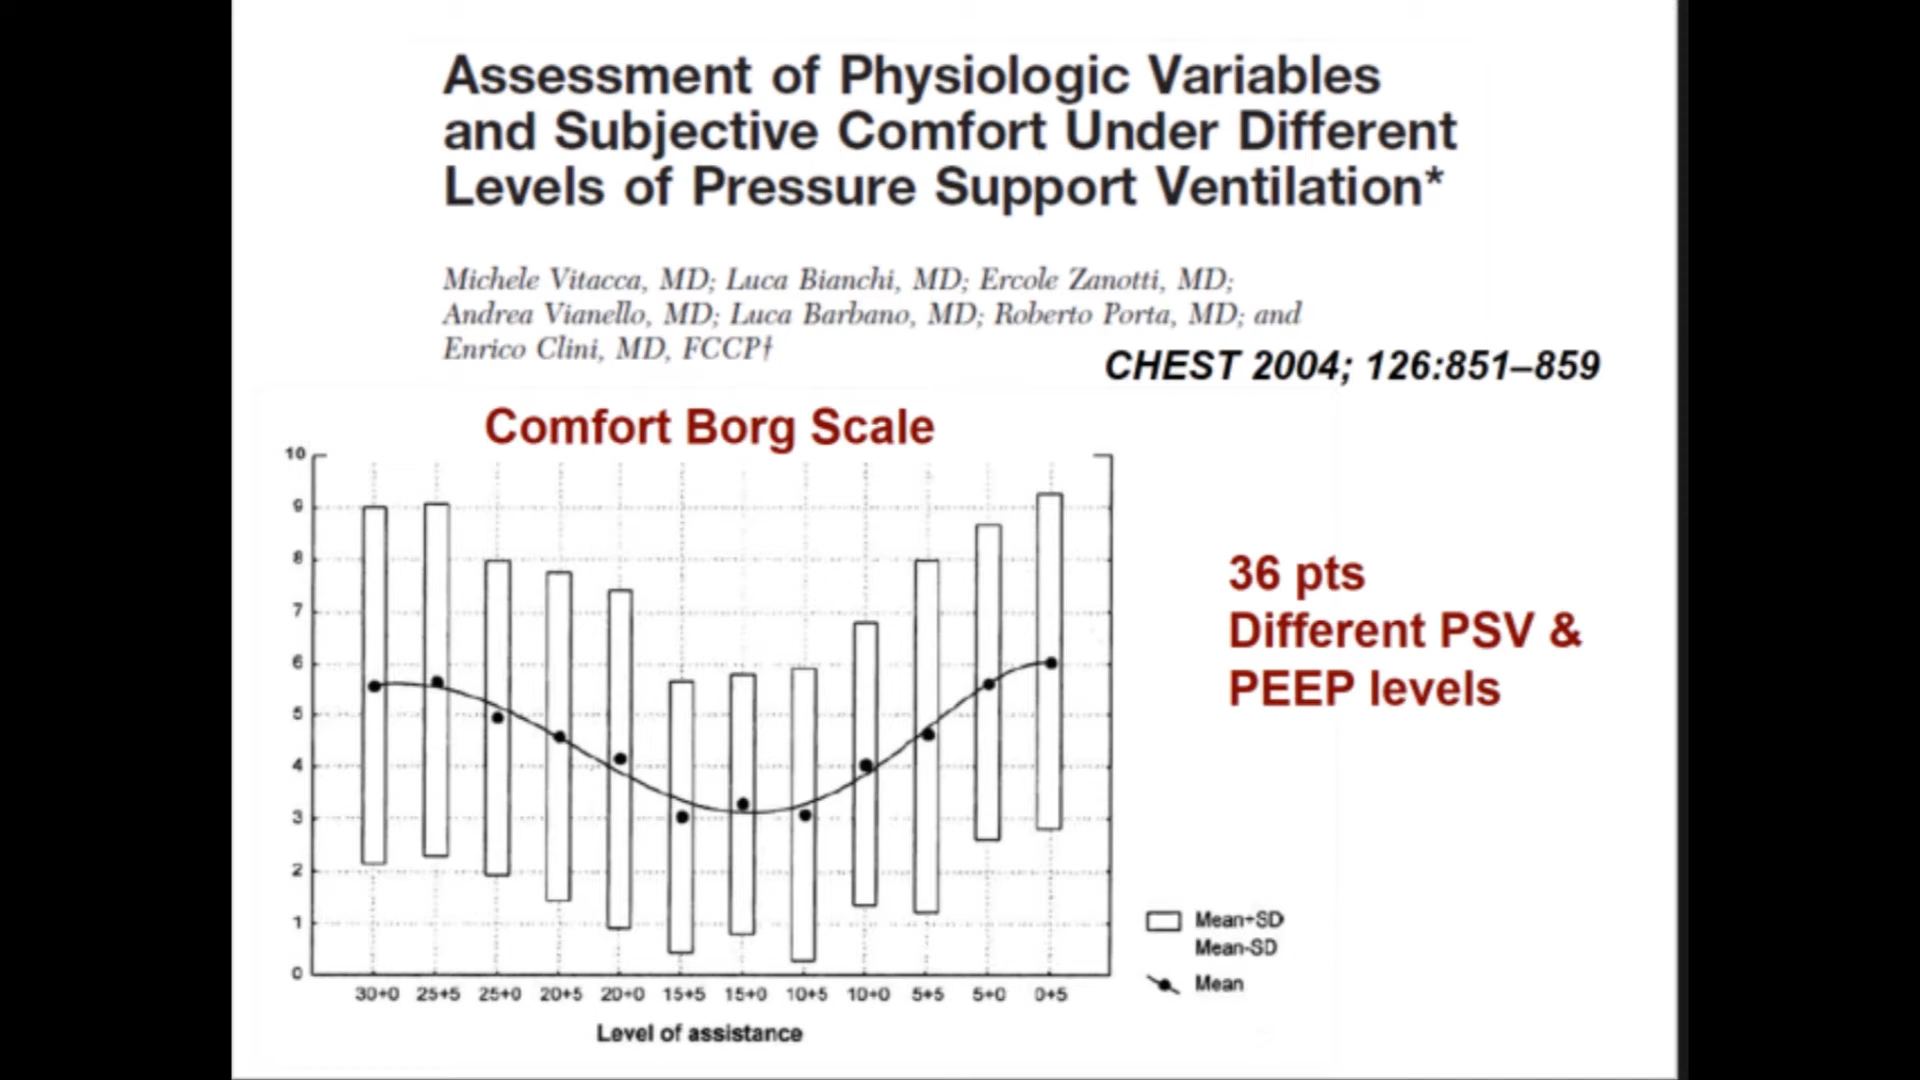 Assessment of Physiologic Variables
and Subjective Comfort Under Different
Levels of Pressure Support Ventilation*
Michele Vitacca, MD; Luca Bianchi, MD; Ercole Zanotti, MD;
Andrea Vianello, MD; Luca Barbano, MD; Roberto Porta, MD; and
Enrico Clini, MD, FCCP†
CHEST 2004; 126:851–859
Comfort Borg Scale
10
9
8
7
6
5
4
3
2
1
0
30+0 25+5 25+0 20+5 20+0 15+5 15+0 10+5 10+0 5+5 5+0 0+5
Level of assistance
36 pts
Different PSV &
PEEP levels
Mean+SD
Mean-SD
Mean